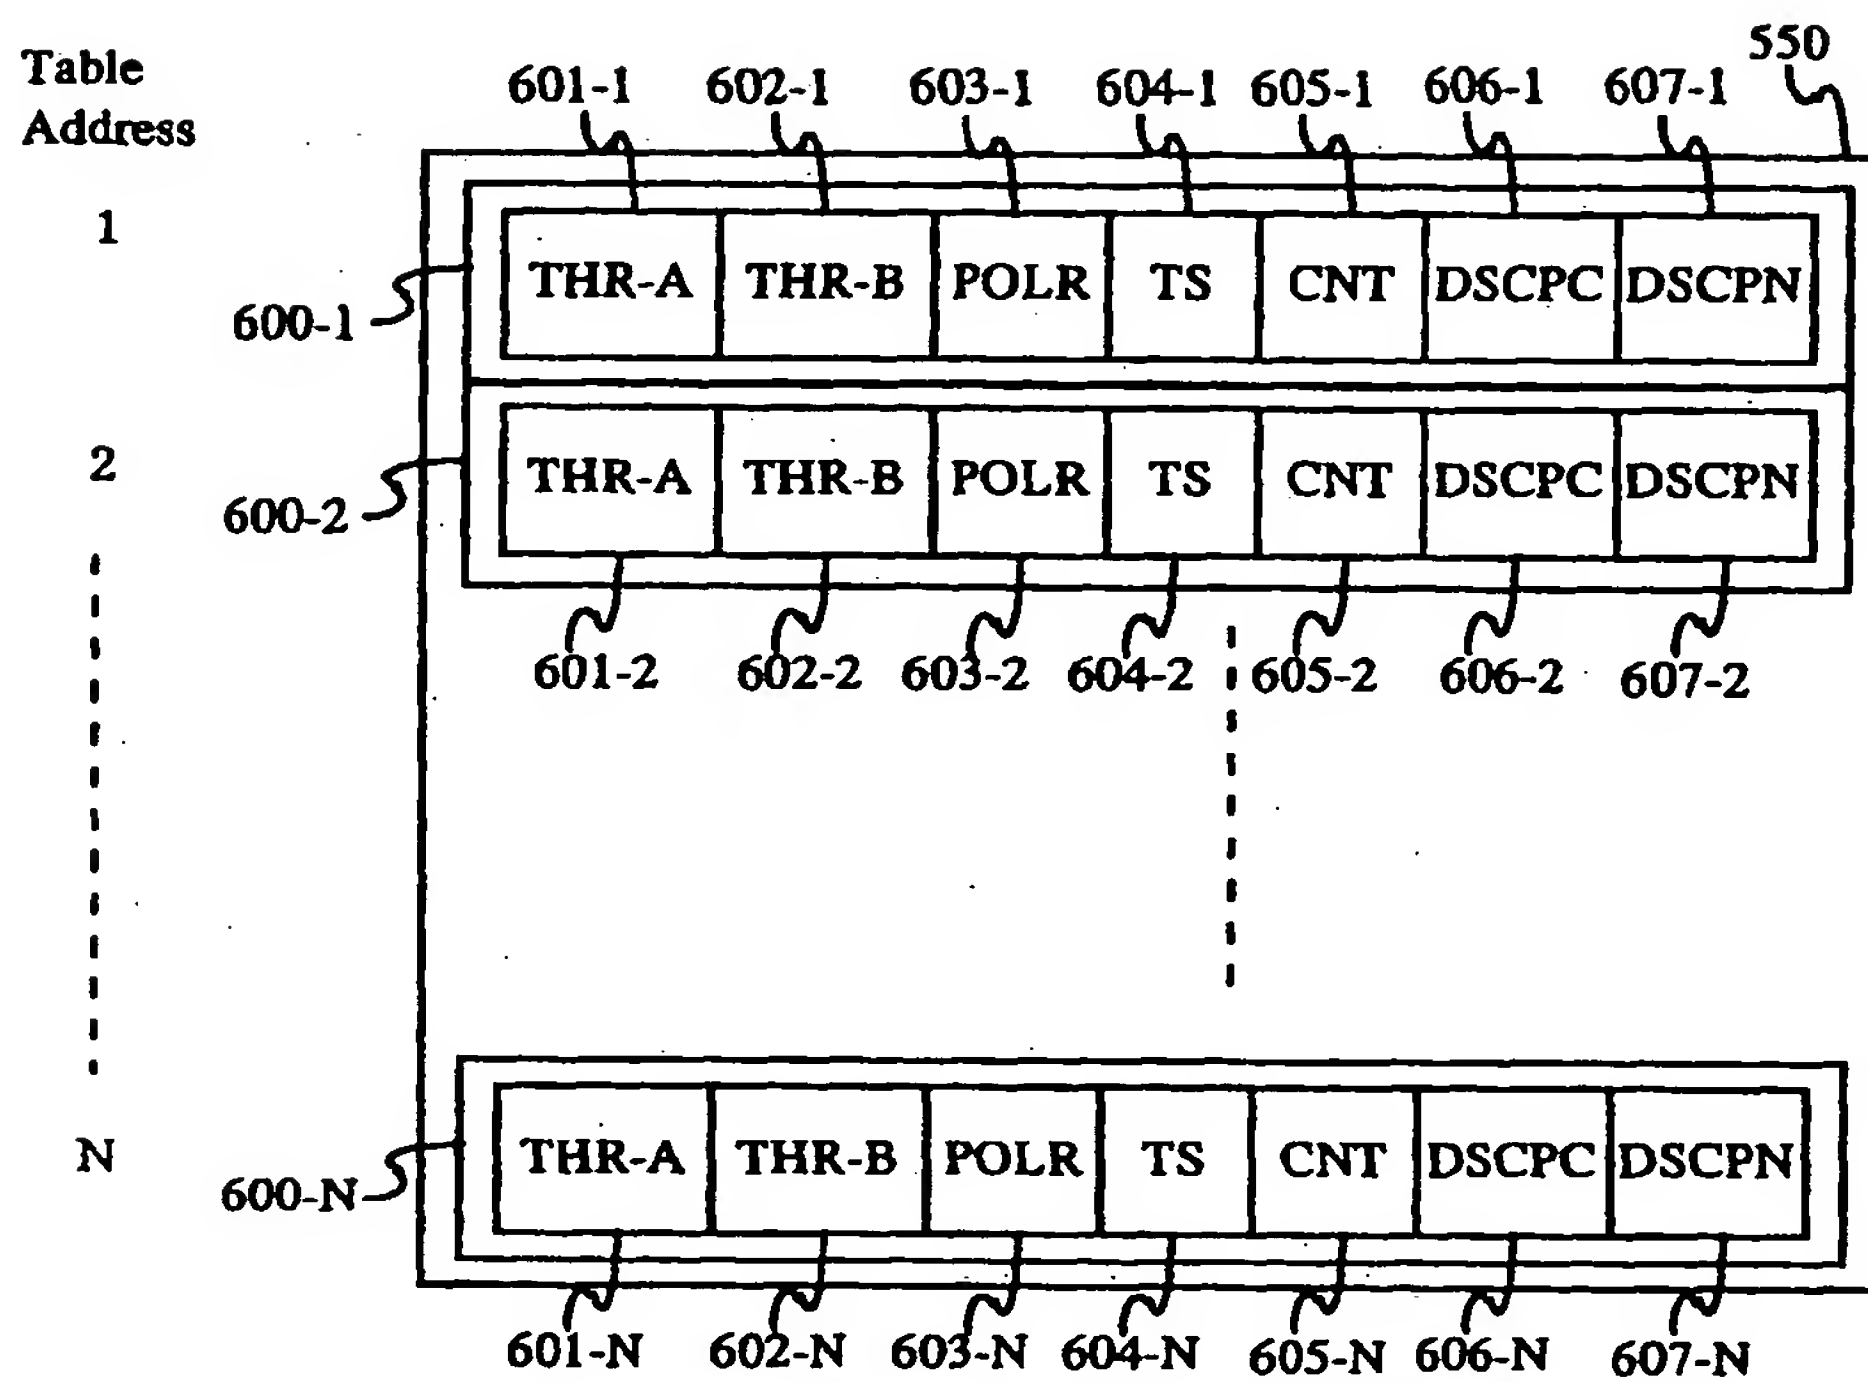 Table
Address
550
601-1 602-1 603-1 604-1 605-1 606-1 607-1
1
THR-A THR-B POLR TS CNT DSCPC DSCPN
600-1
2
THR-A THR-B POLR TS CNT DSCPC DSCPN
600-2
601-2 602-2 603-2 604-2 605-2 606-2 607-2
N
THR-A THR-B POLR TS CNT DSCPC DSCPN
600-N
601-N 602-N 603-N 604-N 605-N 606-N 607-N